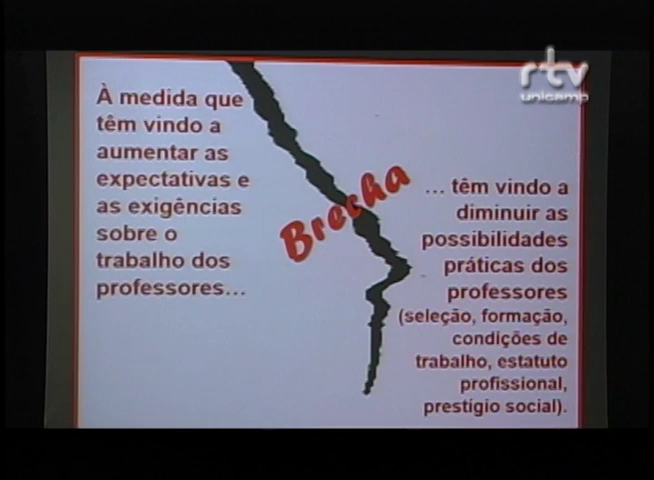 rtv
unicamp
À medida que
têm vindo a
aumentar as
expectativas e
as exigências
sobre o
trabalho dos
professores...
Brecha
... têm vindo a
diminuir as
possibilidades
práticas dos
professores
(seleção, formação,
condições de
trabalho, estatuto
profissional,
prestígio social).